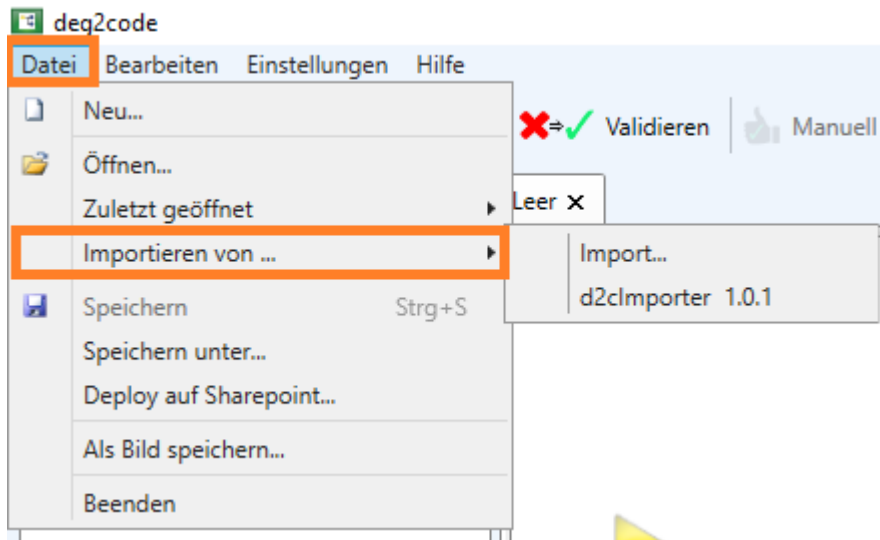 deq2code
Datei Bearbeiten Einstellungen Hilfe
Neu...
Validieren Manuell
Öffnen...
Zuletzt geöffnet
Leer
Importieren von ...
Import...
d2cImporter 1.0.1
Speichern Strg+S
Speichern unter...
Deploy auf Sharepoint...
Als Bild speichern...
Beenden